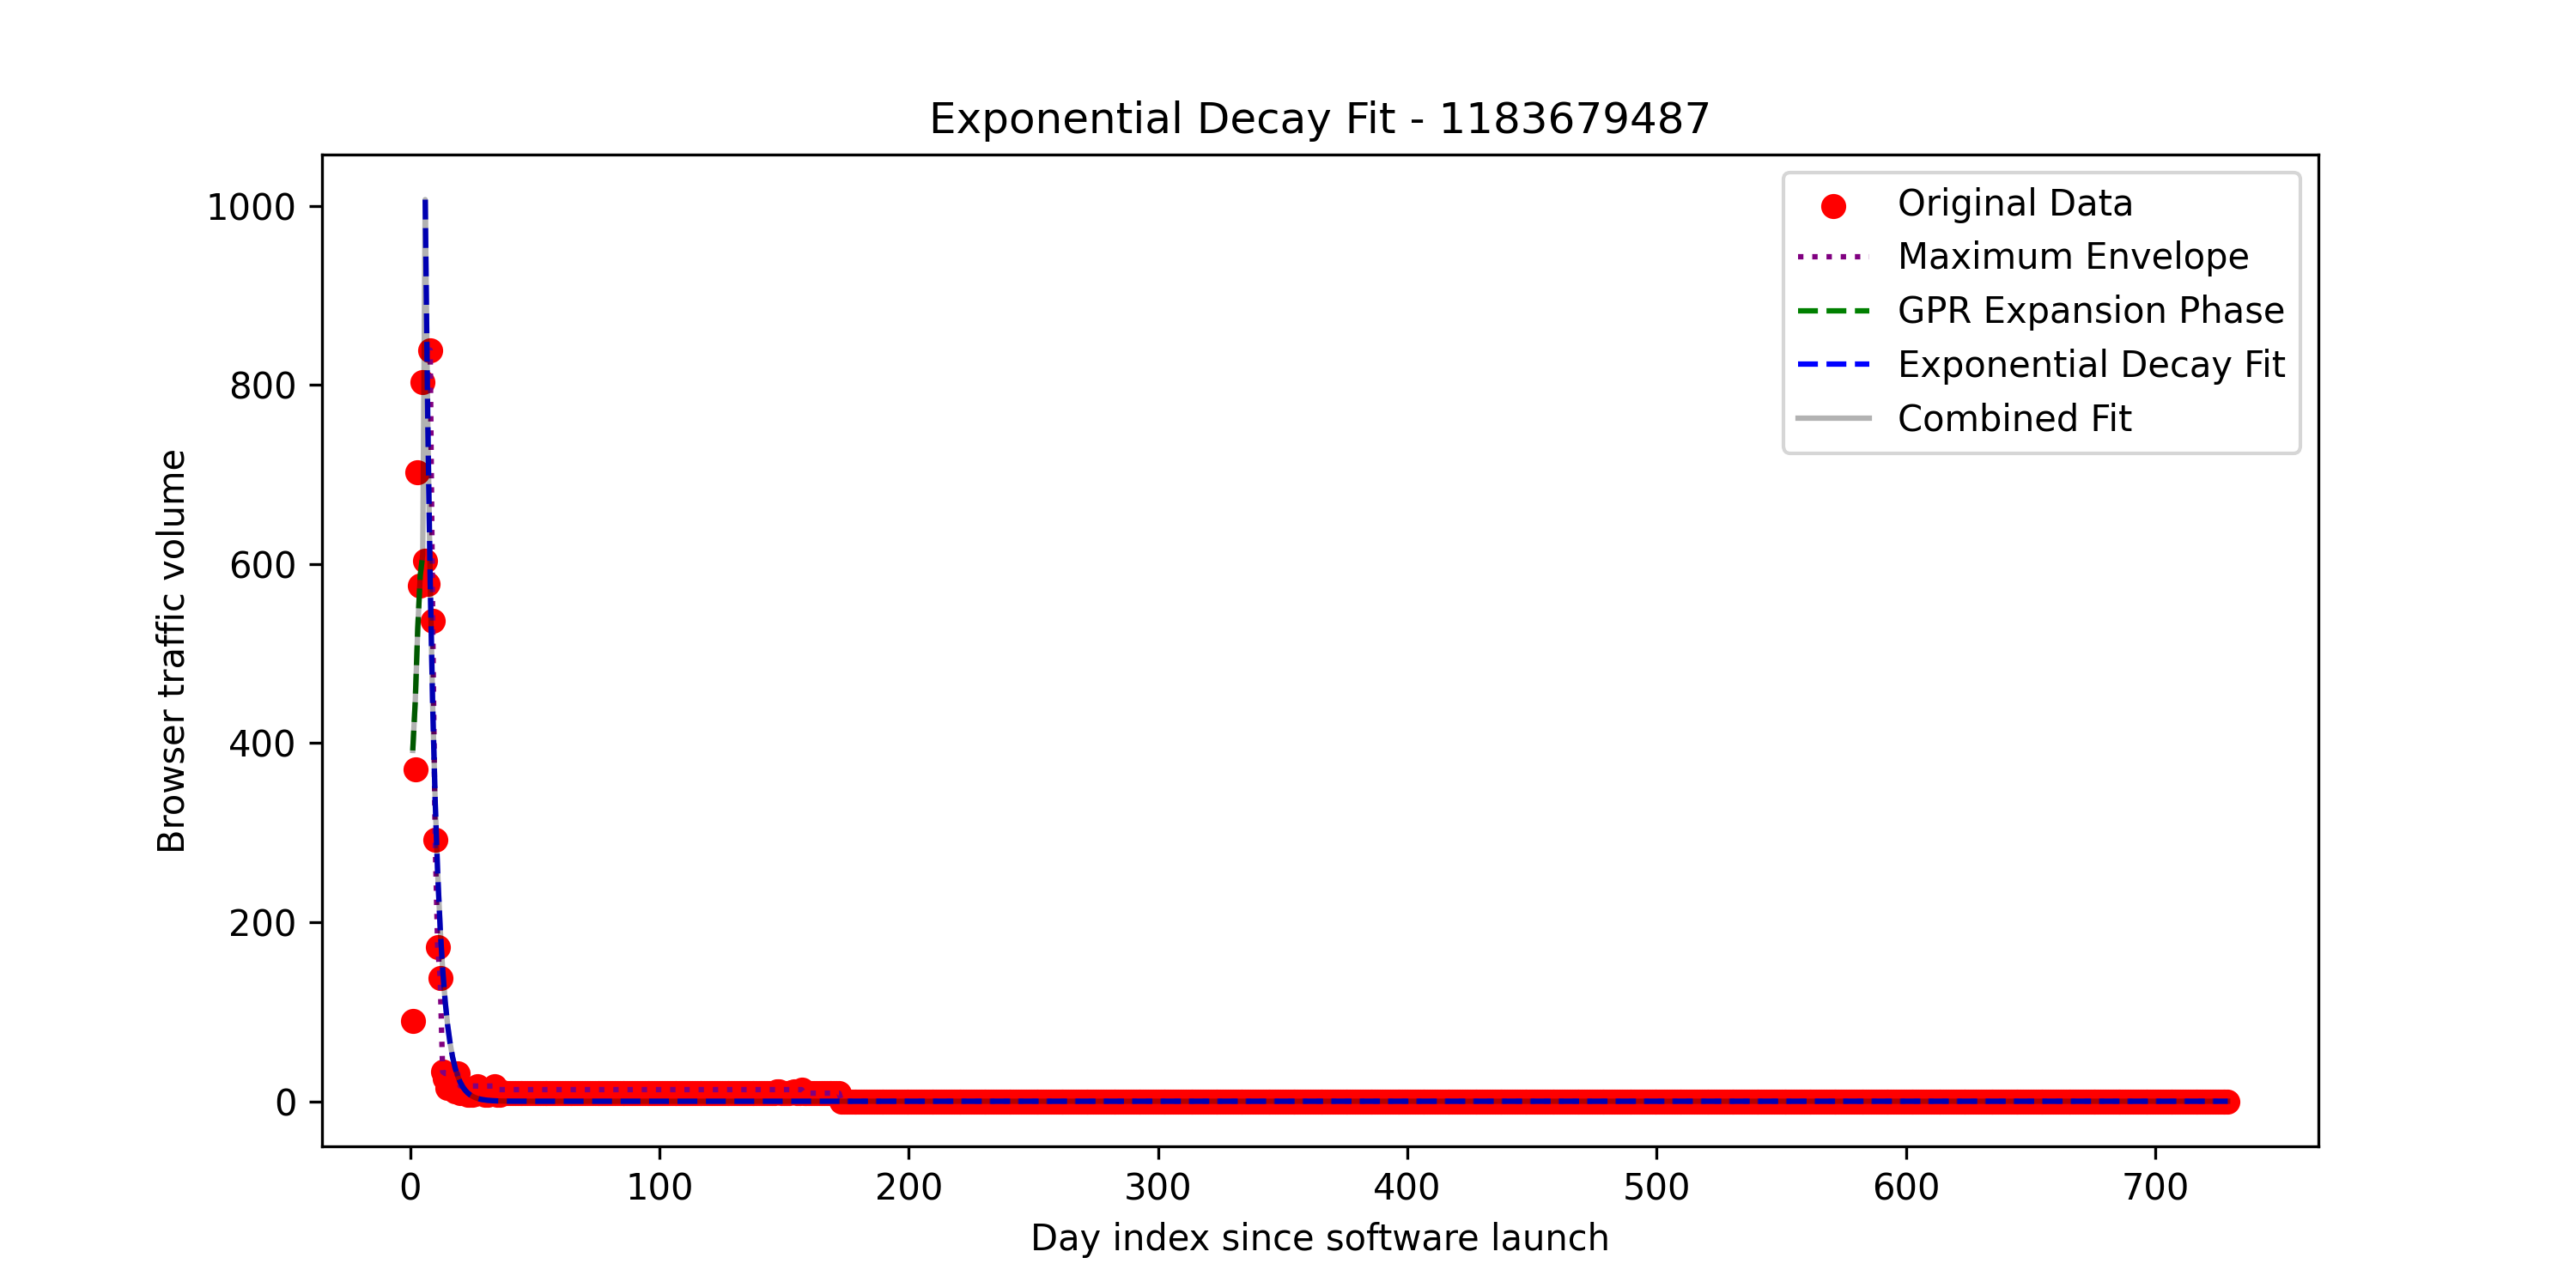 Exponential Decay Fit - 1183679487
Original Data
Maximum Envelope
GPR Expansion Phase
Exponential Decay Fit
Combined Fit
Browser traffic volume
1000
800
600
400
200
0
0 100 200 300 400 500 600 700
Day index since software launch